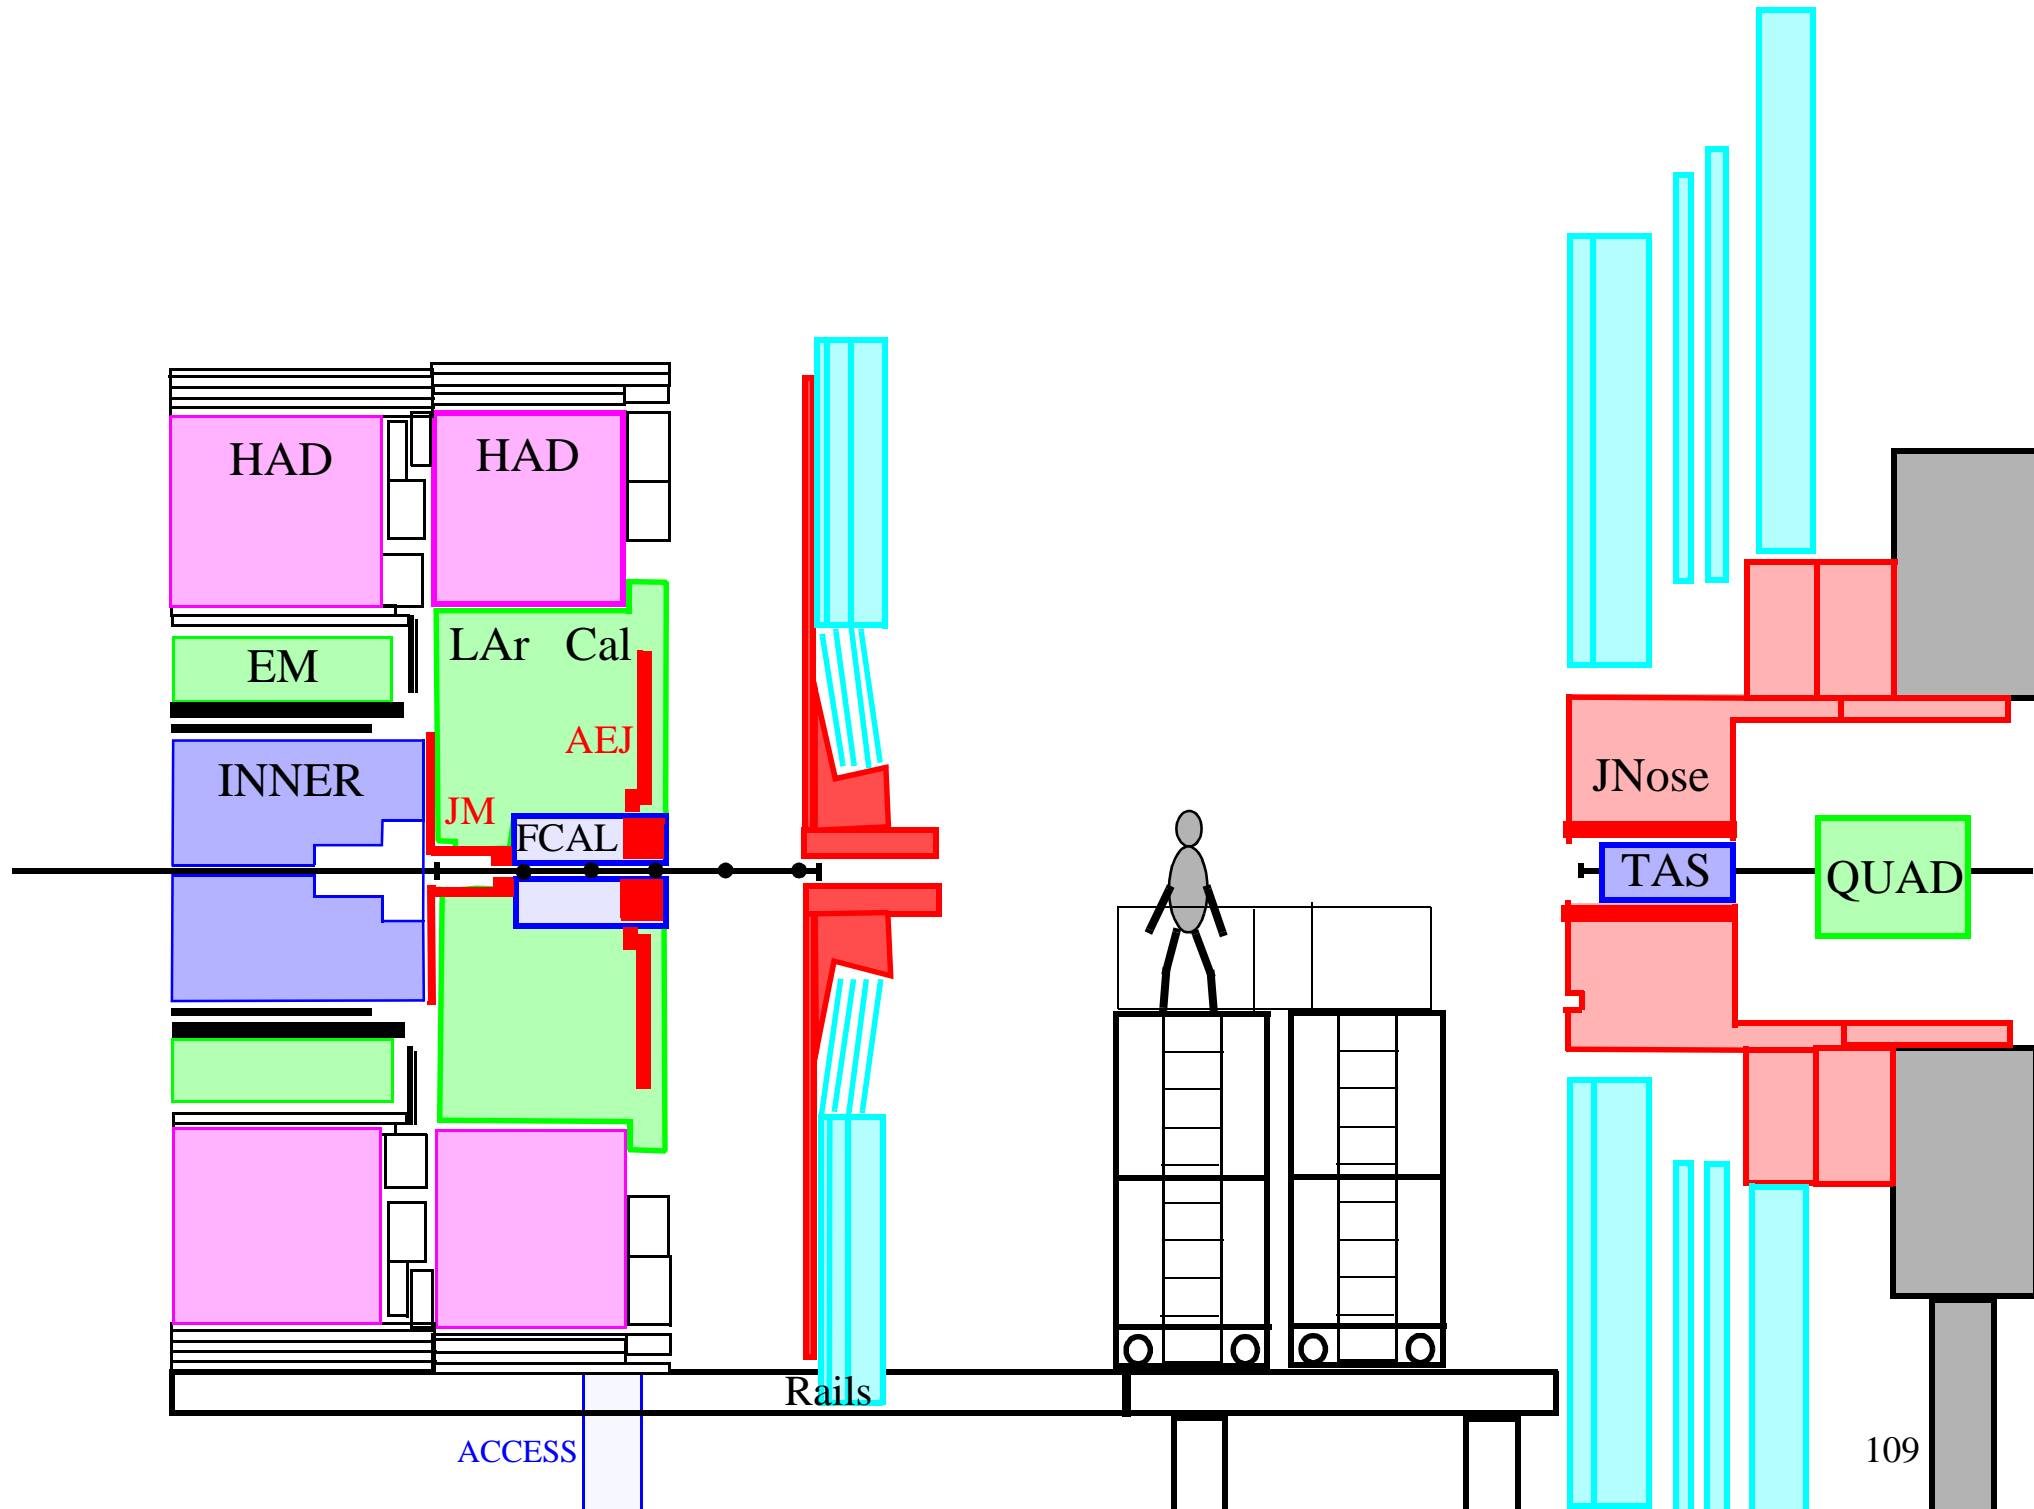 HAD
HAD
LAr Cal
EM
AEJ
INNER
JNose
JM
FCAL
TAS
QUAD
Rails
ACCESS
109